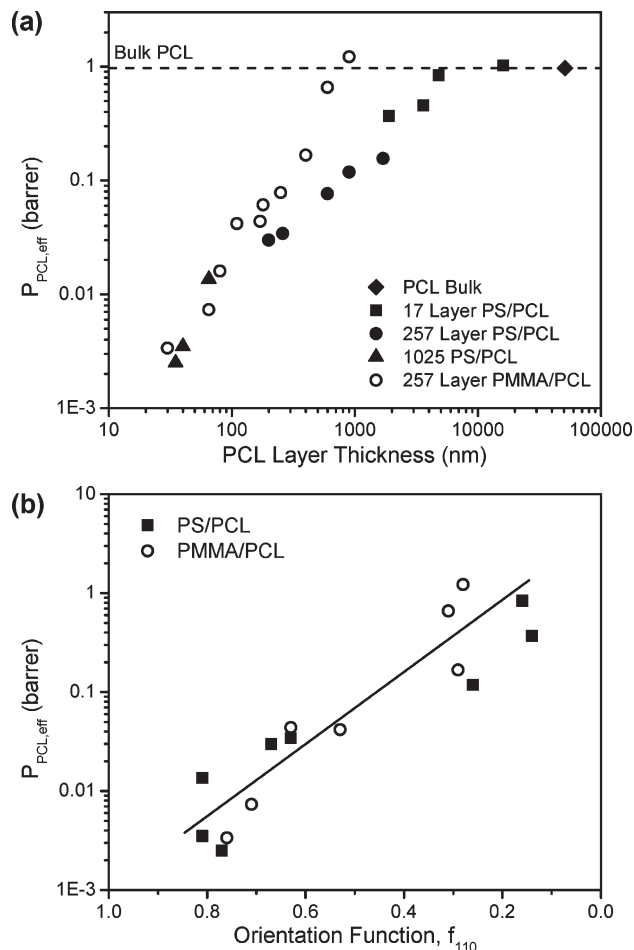 (a)
Bulk PCL
P_PCL,eff (barrer)
1
0.1
0.01
1E-3
PCL Bulk
17 Layer PS/PCL
257 Layer PS/PCL
1025 PS/PCL
257 Layer PMMA/PCL
10 100 1000 10000 100000
PCL Layer Thickness (nm)
(b)
P_PCL,eff (barrer)
10
1
0.1
0.01
1E-3
PS/PCL
PMMA/PCL
1.0 0.8 0.6 0.4 0.2 0.0
Orientation Function, f_110